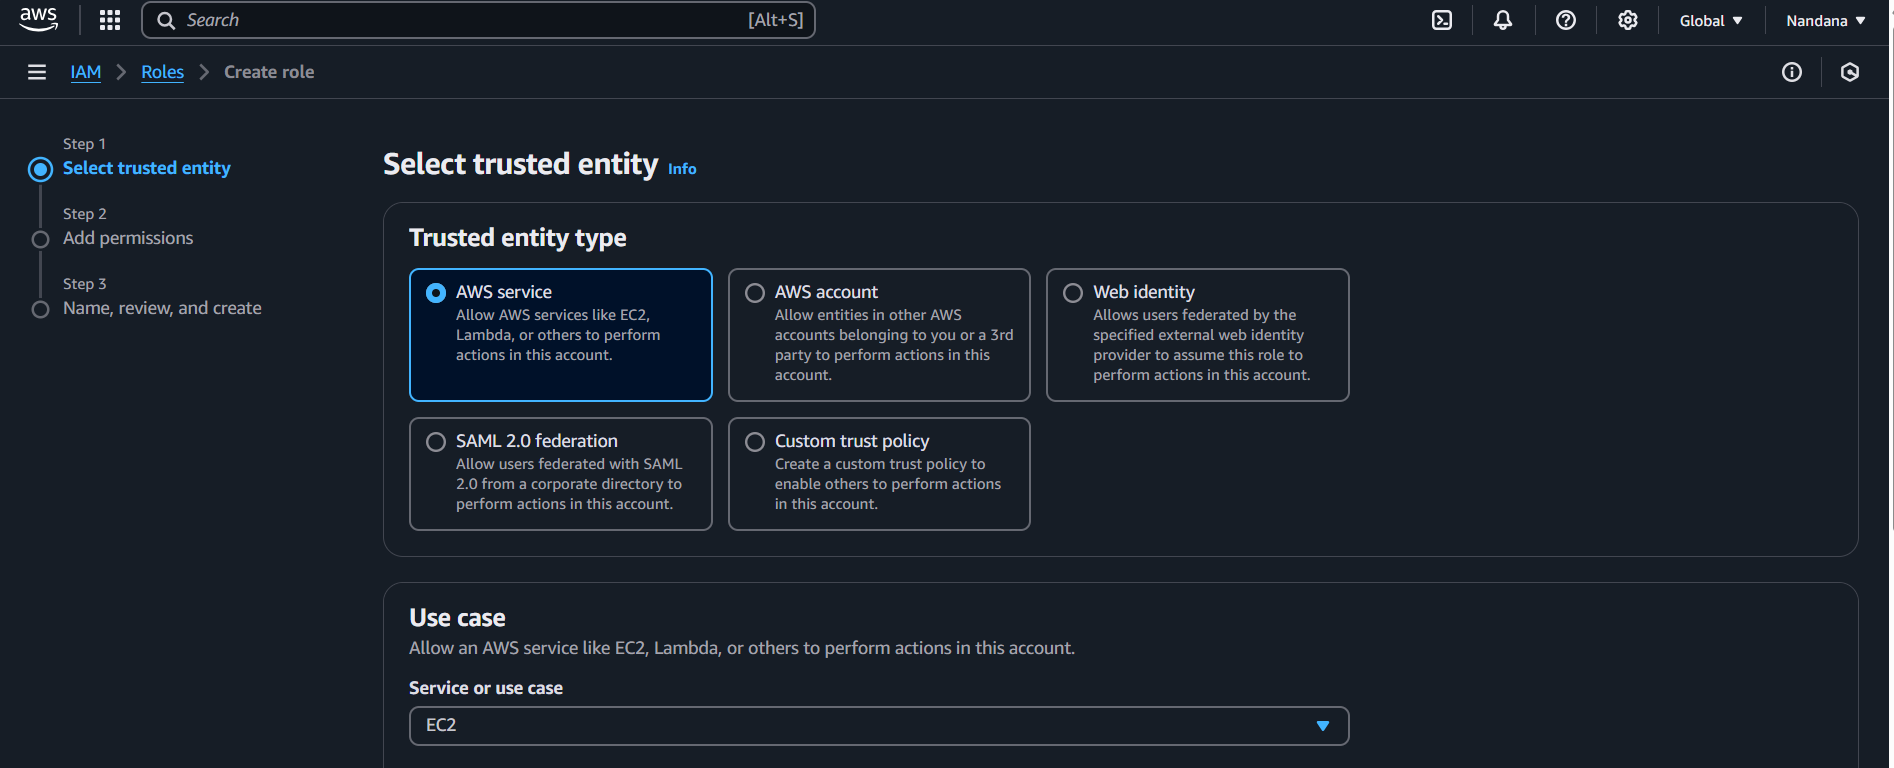 aws
Search [Alt+S]
Global
Nandana
IAM
Roles
Create role
Step 1
Select trusted entity
Step 2
Add permissions
Step 3
Name, review, and create
Select trusted entity Info
Trusted entity type
AWS service
Allow AWS services like EC2,
Lambda, or others to perform
actions in this account.
AWS account
Allow entities in other AWS
accounts belonging to you or a 3rd
party to perform actions in this
account.
Web identity
Allows users federated by the
specified external web identity
provider to assume this role to
perform actions in this account.
SAML 2.0 federation
Allow users federated with SAML
2.0 from a corporate directory to
perform actions in this account.
Custom trust policy
Create a custom trust policy to
enable others to perform actions
in this account.
Use case
Allow an AWS service like EC2, Lambda, or others to perform actions in this account.
Service or use case
EC2